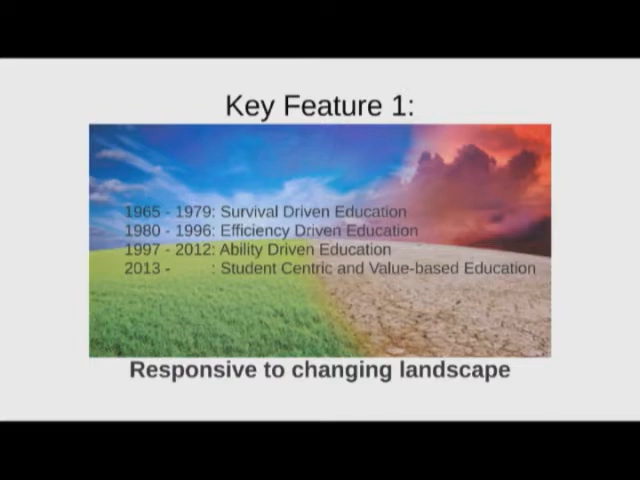 Key Feature 1:
1965 - 1979: Survival Driven Education
1980 - 1996: Efficiency Driven Education
1997 - 2012: Ability Driven Education
2013 - : Student Centric and Value-based Education
Responsive to changing landscape